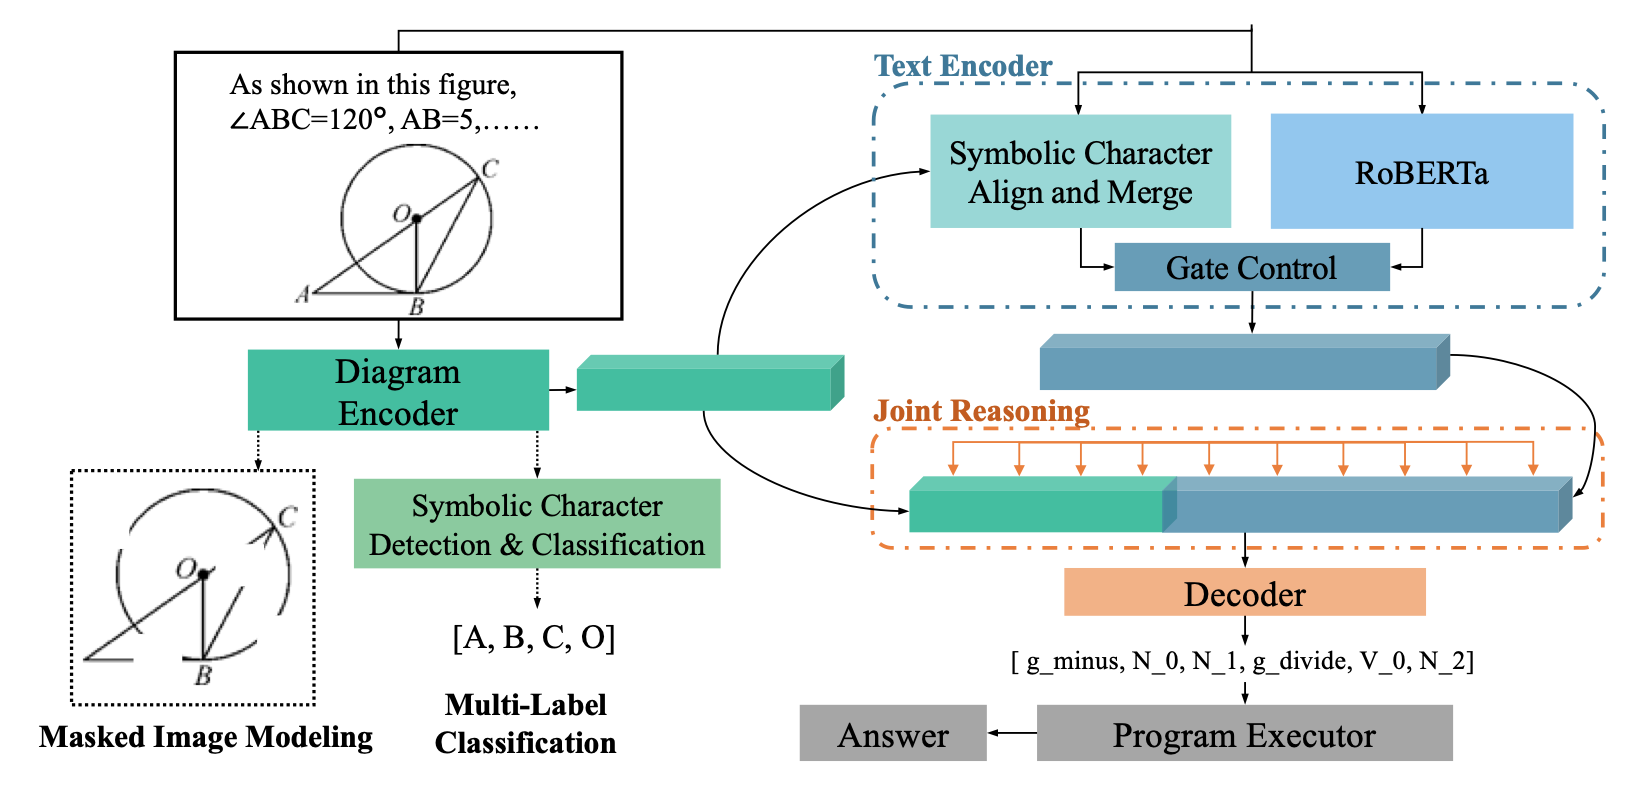 As shown in this figure,
∠ABC=120°, AB=5,……
C
O
A
B
Diagram
Encoder
C
O
B
Masked Image Modeling
Symbolic Character
Detection & Classification
[A, B, C, O]
Multi-Label
Classification
Text Encoder
Symbolic Character
Align and Merge
RoBERTa
Gate Control
Joint Reasoning
Decoder
[ g_minus, N_0, N_1, g_divide, V_0, N_2]
Program Executor
Answer